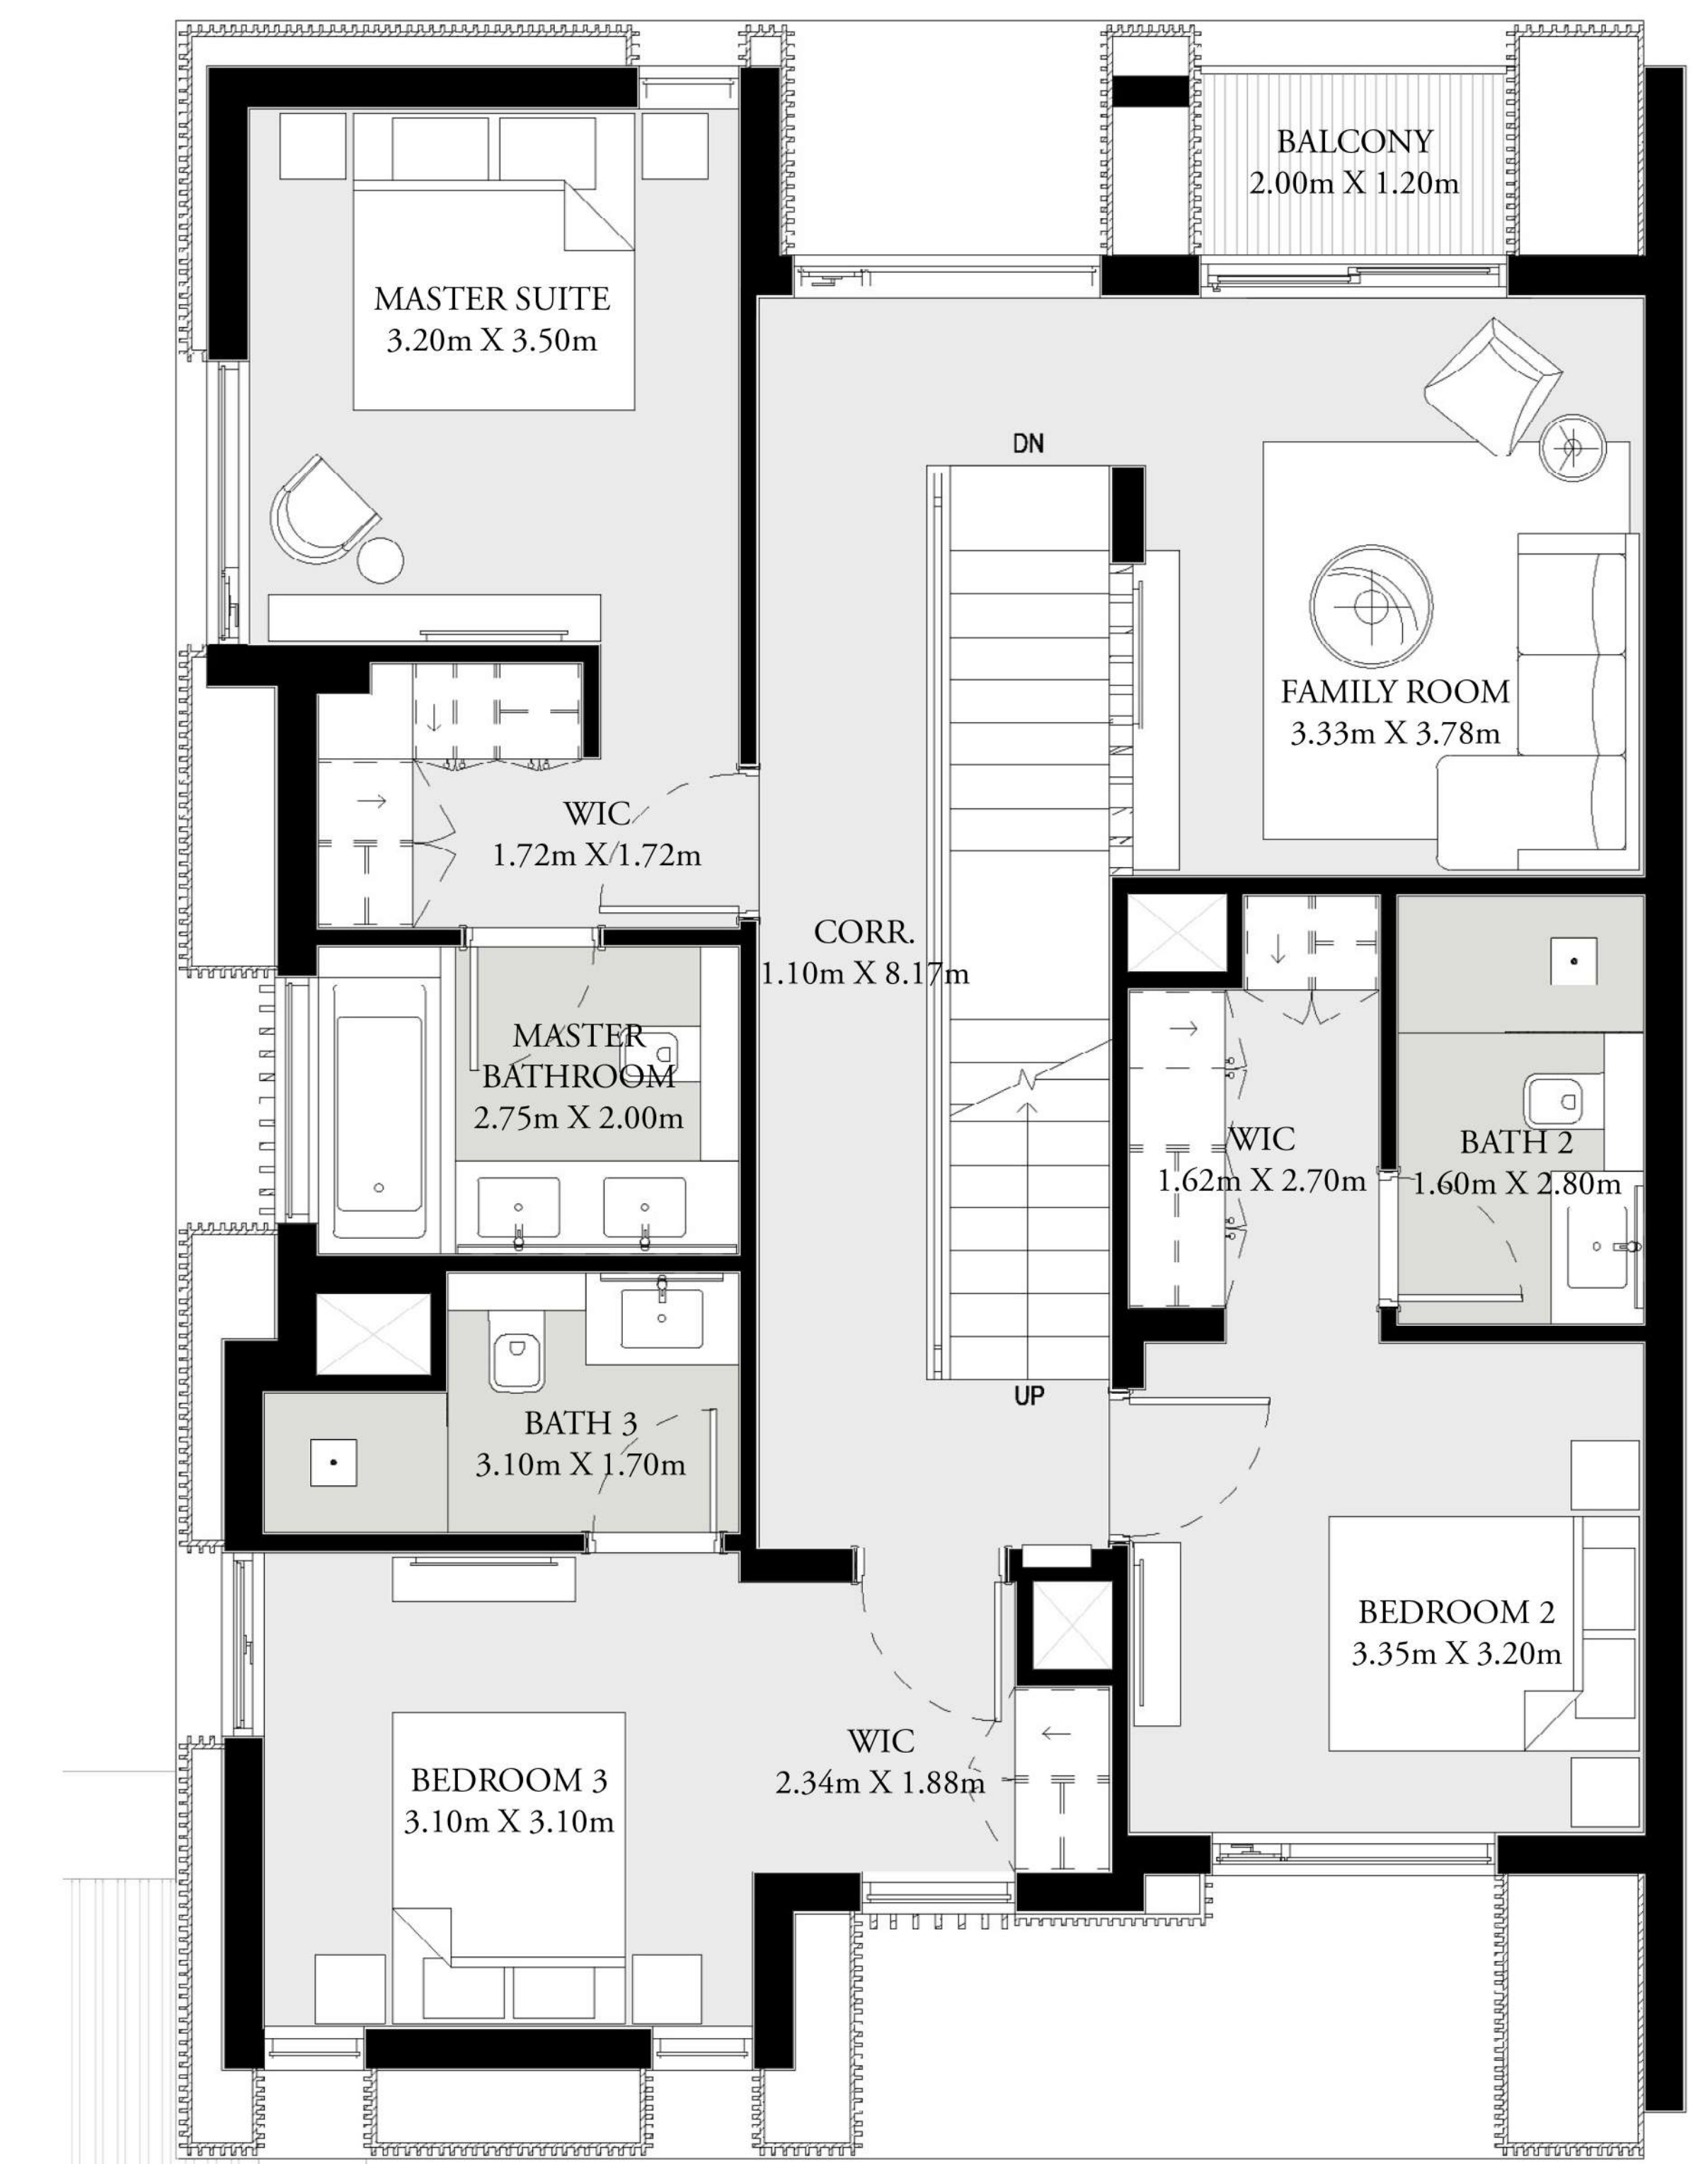 BALCONY
2.00m X 1.20m
MASTER SUITE
3.20m X 3.50m
DN
FAMILY ROOM
3.33m X 3.78m
WIC
1.72m X 1.72m
CORR.
1.10m X 8.17m
MASTER
BATHROOM
2.75m X 2.00m
WIC
1.62m X 2.70m
BATH 2
1.60m X 2.80m
UP
BATH 3
3.10m X 1.70m
BEDROOM 2
3.35m X 3.20m
WIC
2.34m X 1.88m
BEDROOM 3
3.10m X 3.10m